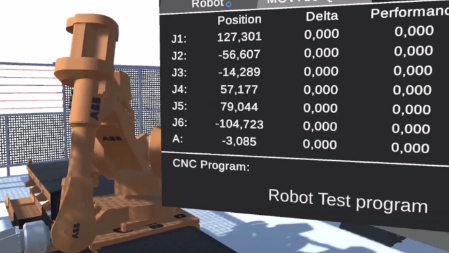 Robot
Position Delta
J1: 127,301 0,000 0,000
J2: -56,607 0,000 0,000
J3: -14,289 0,000 0,000
J4: 57,177 0,000 0,000
J5: 79,044 0,000 0,000
J6: -104,723 0,000 0,000
A: -3,085 0,000 0,000
CNC Program:
Robot Test program
ABB
ABB
ABB